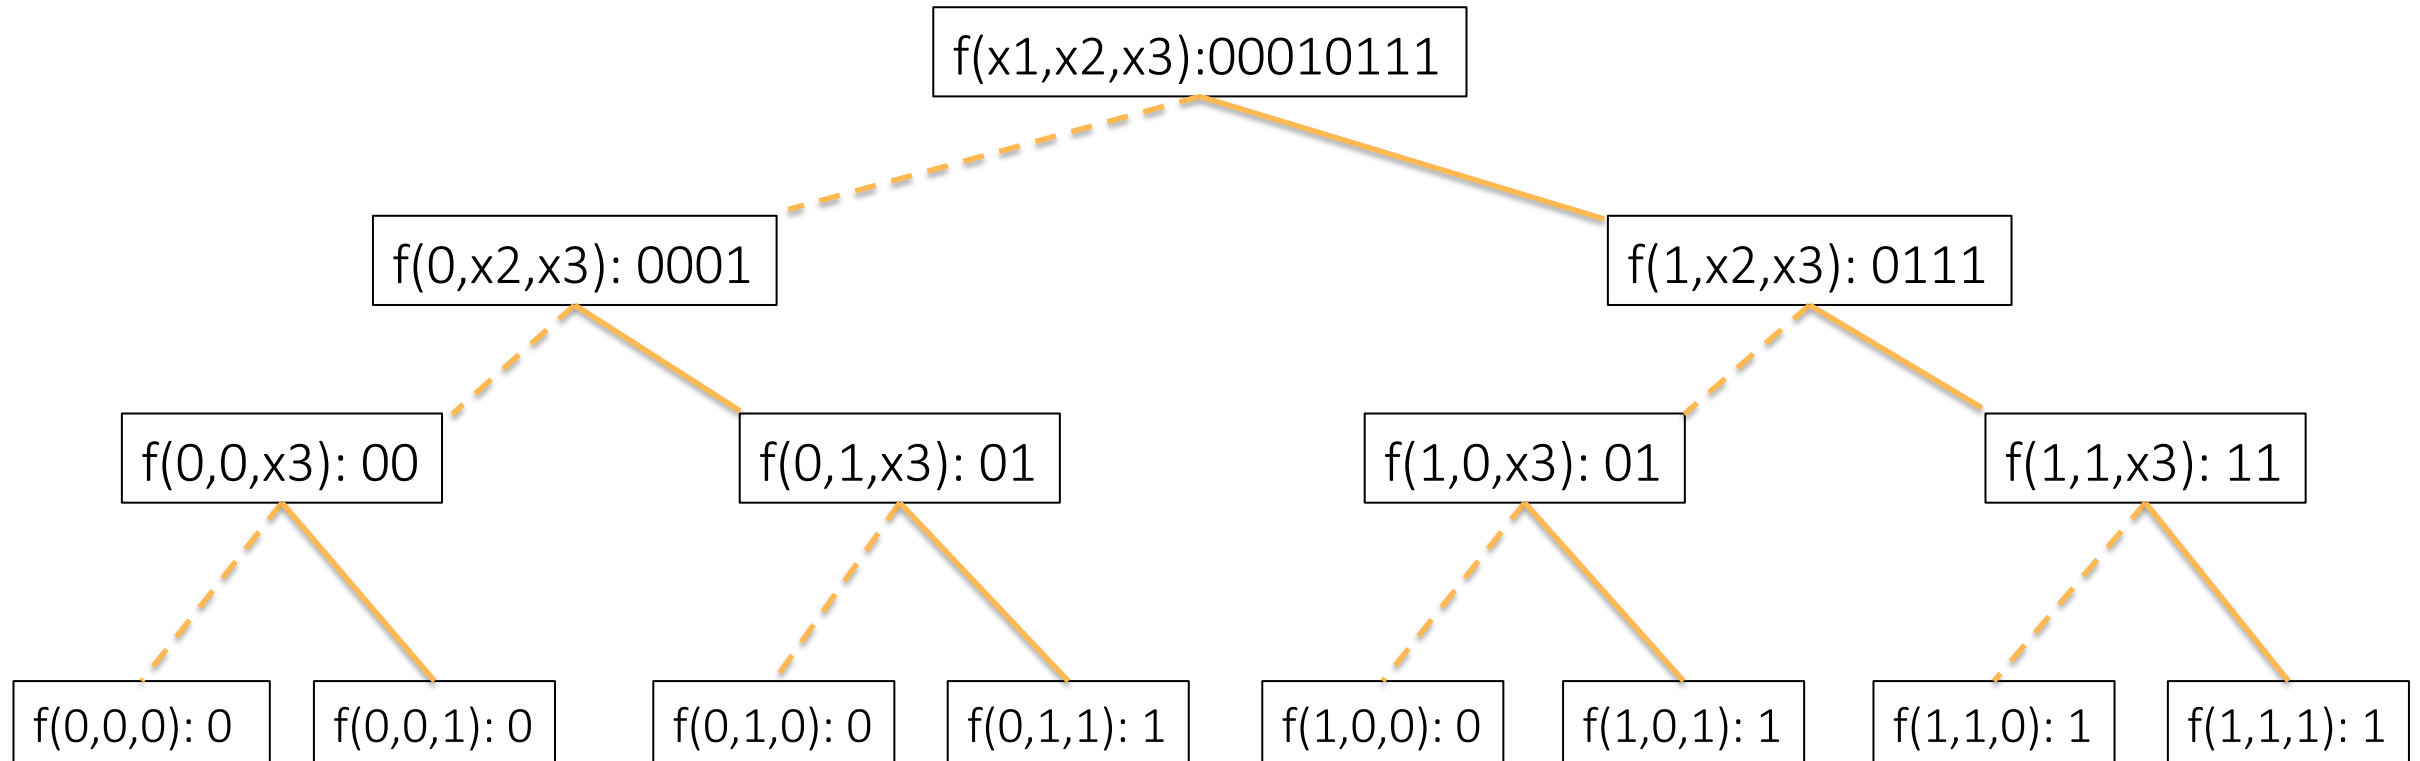 f(x1,x2,x3):00010111
f(0,x2,x3): 0001
f(1,x2,x3): 0111
f(0,0,x3): 00
f(0,1,x3): 01
f(1,0,x3): 01
f(1,1,x3): 11
f(0,0,0): 0
f(0,0,1): 0
f(0,1,0): 0
f(0,1,1): 1
f(1,0,0): 0
f(1,0,1): 1
f(1,1,0): 1
f(1,1,1): 1